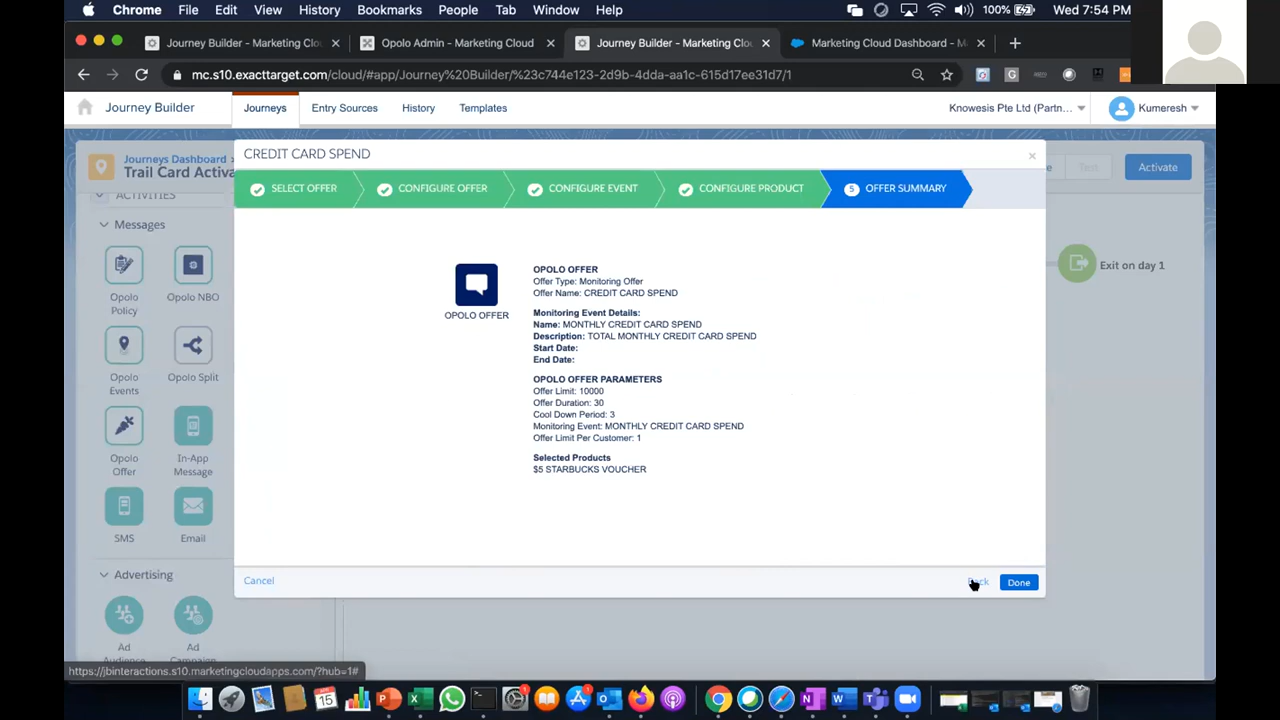 Chrome File Edit View History Bookmarks People Tab Window Help 100% Wed 7:54 PM
Journey Builder - Marketing Clo
Opolo Admin - Marketing Cloud
Journey Builder - Marketing Clo
Marketing Cloud Dashboard - M
mc.s10.exacttarget.com/cloud/#app/Journey%20Builder/%23c744e123-2d9b-4dda-aa1c-615d17ee31d7/1
Journey Builder Journeys Entry Sources History Templates Knowesis Pte Ltd (Partn... Kumeresh
Journeys Dashboard
Trail Card Activa
Test Activate
ACTIVITIES
Messages
Opolo Policy
Opolo NBO
Opolo Events
Opolo Split
Opolo Offer
In-App Message
SMS
Email
Advertising
Ad Audience
Ad Campaign
CREDIT CARD SPEND
SELECT OFFER CONFIGURE OFFER CONFIGURE EVENT CONFIGURE PRODUCT 5 OFFER SUMMARY
OPOLO OFFER
OPOLO OFFER
Offer Type: Monitoring Offer
Offer Name: CREDIT CARD SPEND
Monitoring Event Details:
Name: MONTHLY CREDIT CARD SPEND
Description: TOTAL MONTHLY CREDIT CARD SPEND
Start Date:
End Date:
OPOLO OFFER PARAMETERS
Offer Limit: 10000
Offer Duration: 30
Cool Down Period: 3
Monitoring Event: MONTHLY CREDIT CARD SPEND
Offer Limit Per Customer: 1
Selected Products
$5 STARBUCKS VOUCHER
Cancel Done
Exit on day 1
https://jbinteractions.s10.marketingcloudapps.com/?hub=1#
15